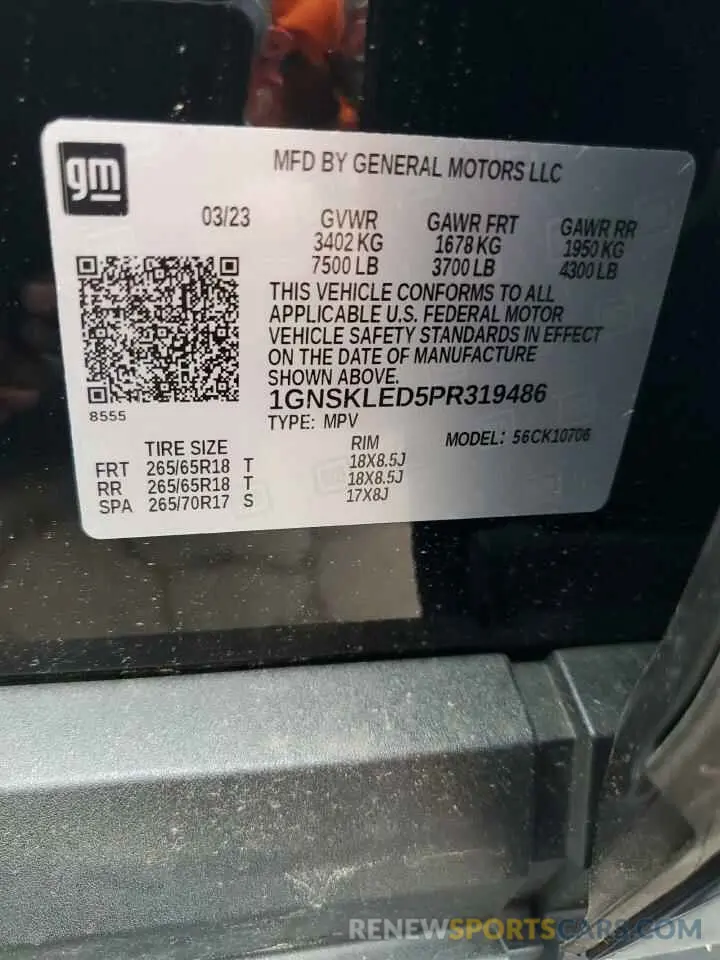 gm
MFD BY GENERAL MOTORS LLC
03/23 GVWR GAWR FRT GAWR RR
3402 KG 1678 KG 1950 KG
7500 LB 3700 LB 4300 LB
THIS VEHICLE CONFORMS TO ALL
APPLICABLE U.S. FEDERAL MOTOR
VEHICLE SAFETY STANDARDS IN EFFECT
ON THE DATE OF MANUFACTURE
SHOWN ABOVE.
1GNSKLED5PR319486
8555
TYPE: MPV MODEL: 56CK10706
TIRE SIZE RIM
FRT 265/65R18 T 18X8.5J
RR 265/65R18 T 18X8.5J
SPA 265/70R17 S 17X8J
RENEWSPORTSCARS.COM